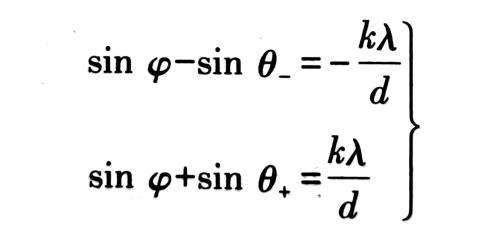 sin φ−sin θ₋ = −kλ/d
sin φ+sin θ₊ = kλ/d